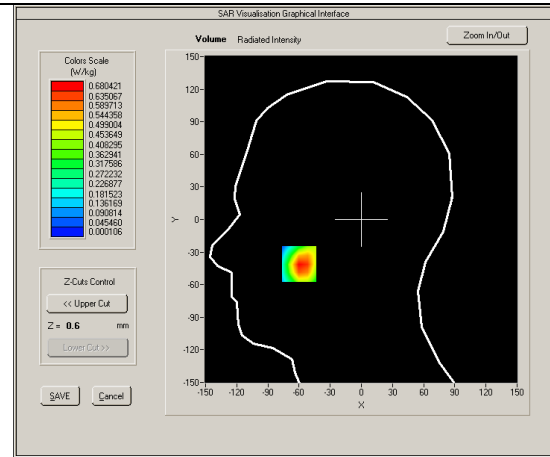 SAR Visualisation Graphical Interface
Volume Radiated Intensity
Zoom In/Out
Colors Scale
(W/kg)
0.680421
0.635067
0.589713
0.544358
0.499004
0.453649
0.408295
0.362941
0.317586
0.272232
0.226877
0.181523
0.136169
0.090814
0.045460
0.000106
Z-Cuts Control
<< Upper Cut
Z = 0.6 mm
Lower Cut >>
SAVE Cancel
150
120
90
60
30
0
-30
-60
-90
-120
-150
Y
-150 -120 -90 -60 -30 0 30 60 90 120 150
X